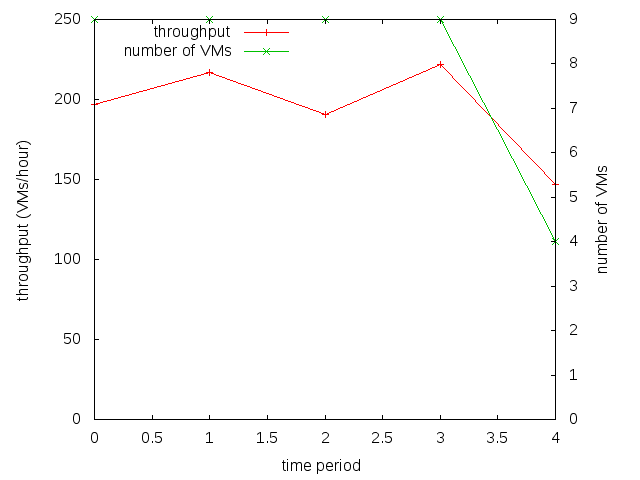 250
200
150
100
50
0
throughput (VMs/hour)
throughput
number of VMs
9
8
7
6
5
4
3
2
1
0
number of VMs
0 0.5 1 1.5 2 2.5 3 3.5 4
time period